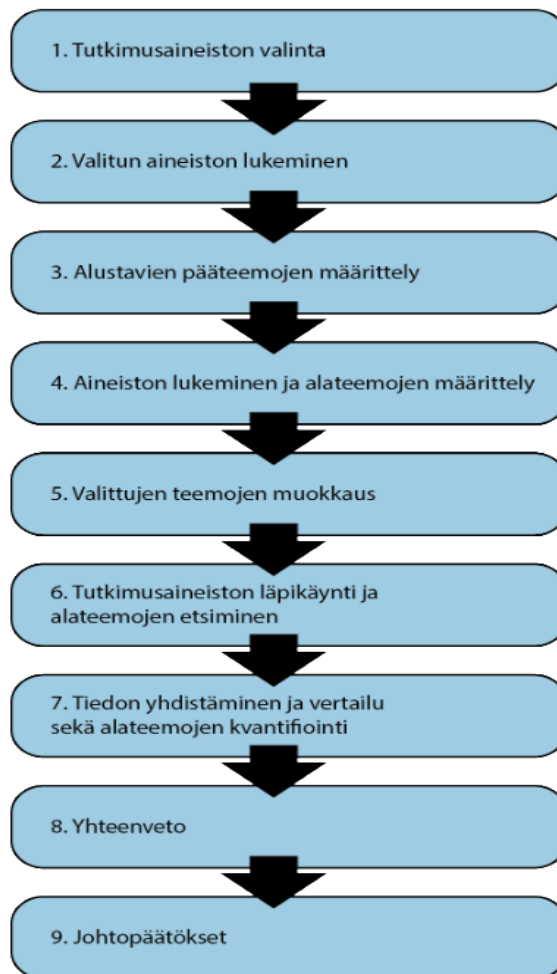 1. Tutkimusaineiston valinta
2. Valitun aineiston lukeminen
3. Alustavien pääteemojen määrittely
4. Aineiston lukeminen ja alateemojen määrittely
5. Valittujen teemojen muokkaus
6. Tutkimusaineiston läpikäynti ja
alateemojen etsiminen
7. Tiedon yhdistäminen ja vertailu
sekä alateemojen kvantifiointi
8. Yhteenveto
9. Johtopäätökset